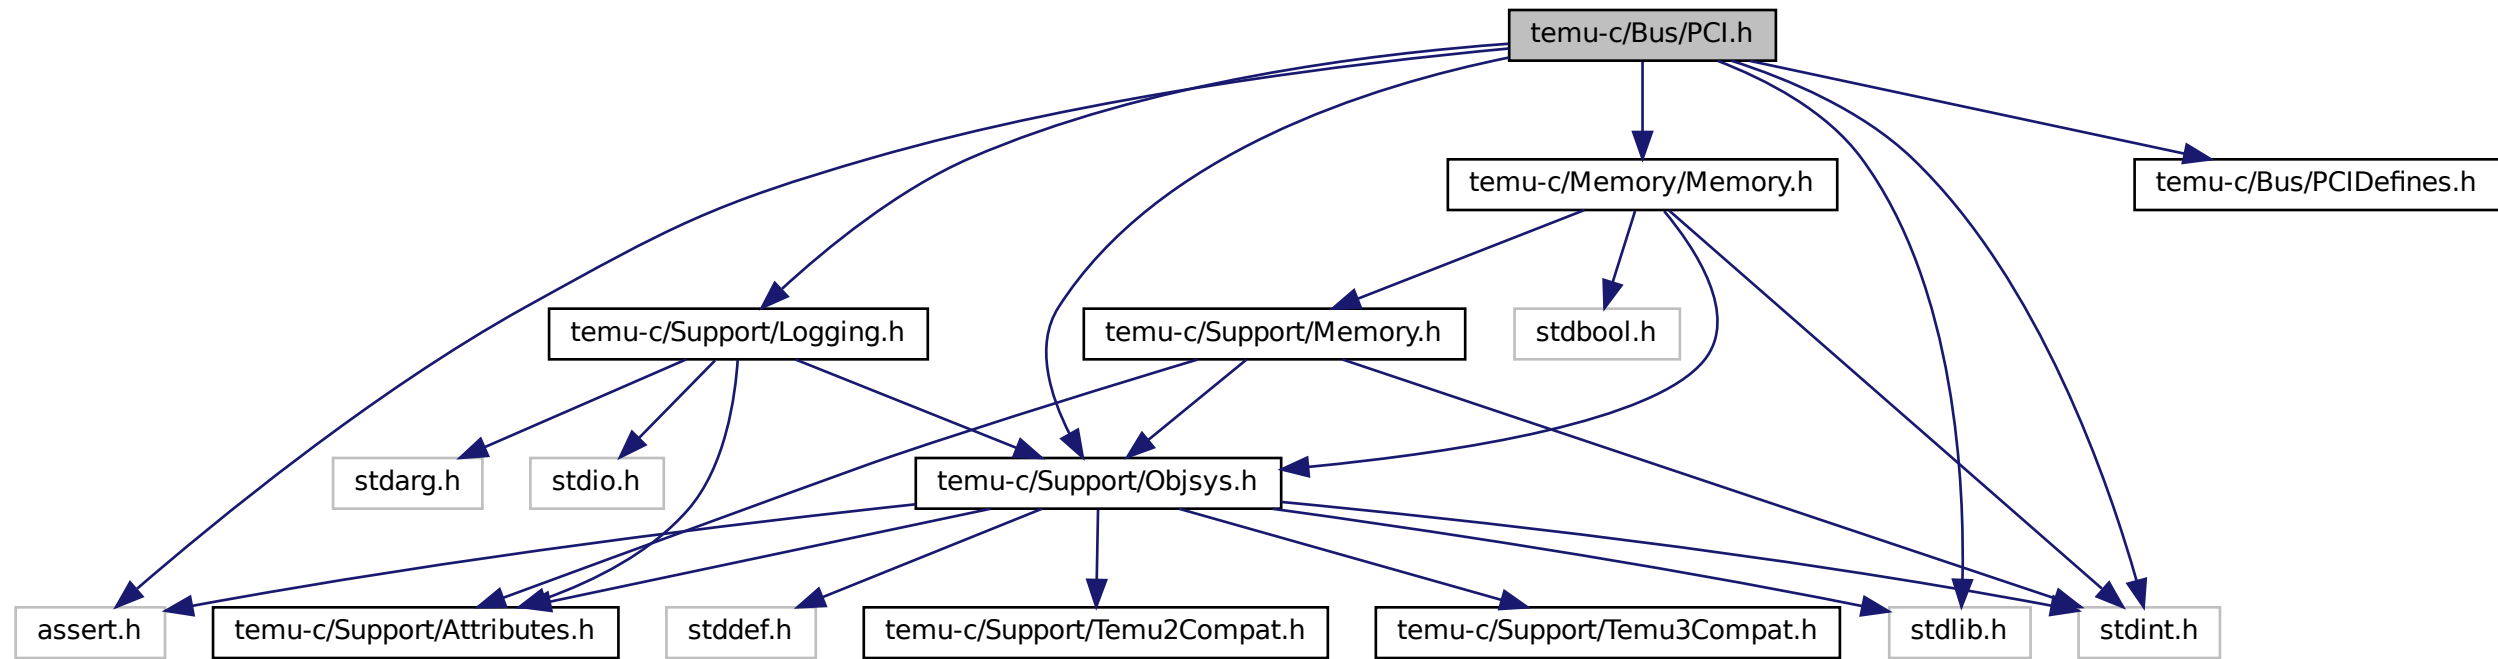 temu-c/Bus/PCI.h
temu-c/Memory/Memory.h
temu-c/Bus/PCIDefines.h
temu-c/Support/Logging.h
temu-c/Support/Memory.h
stdbool.h
stdarg.h
stdio.h
temu-c/Support/Objsys.h
assert.h
temu-c/Support/Attributes.h
stddef.h
temu-c/Support/Temu2Compat.h
temu-c/Support/Temu3Compat.h
stdlib.h
stdint.h